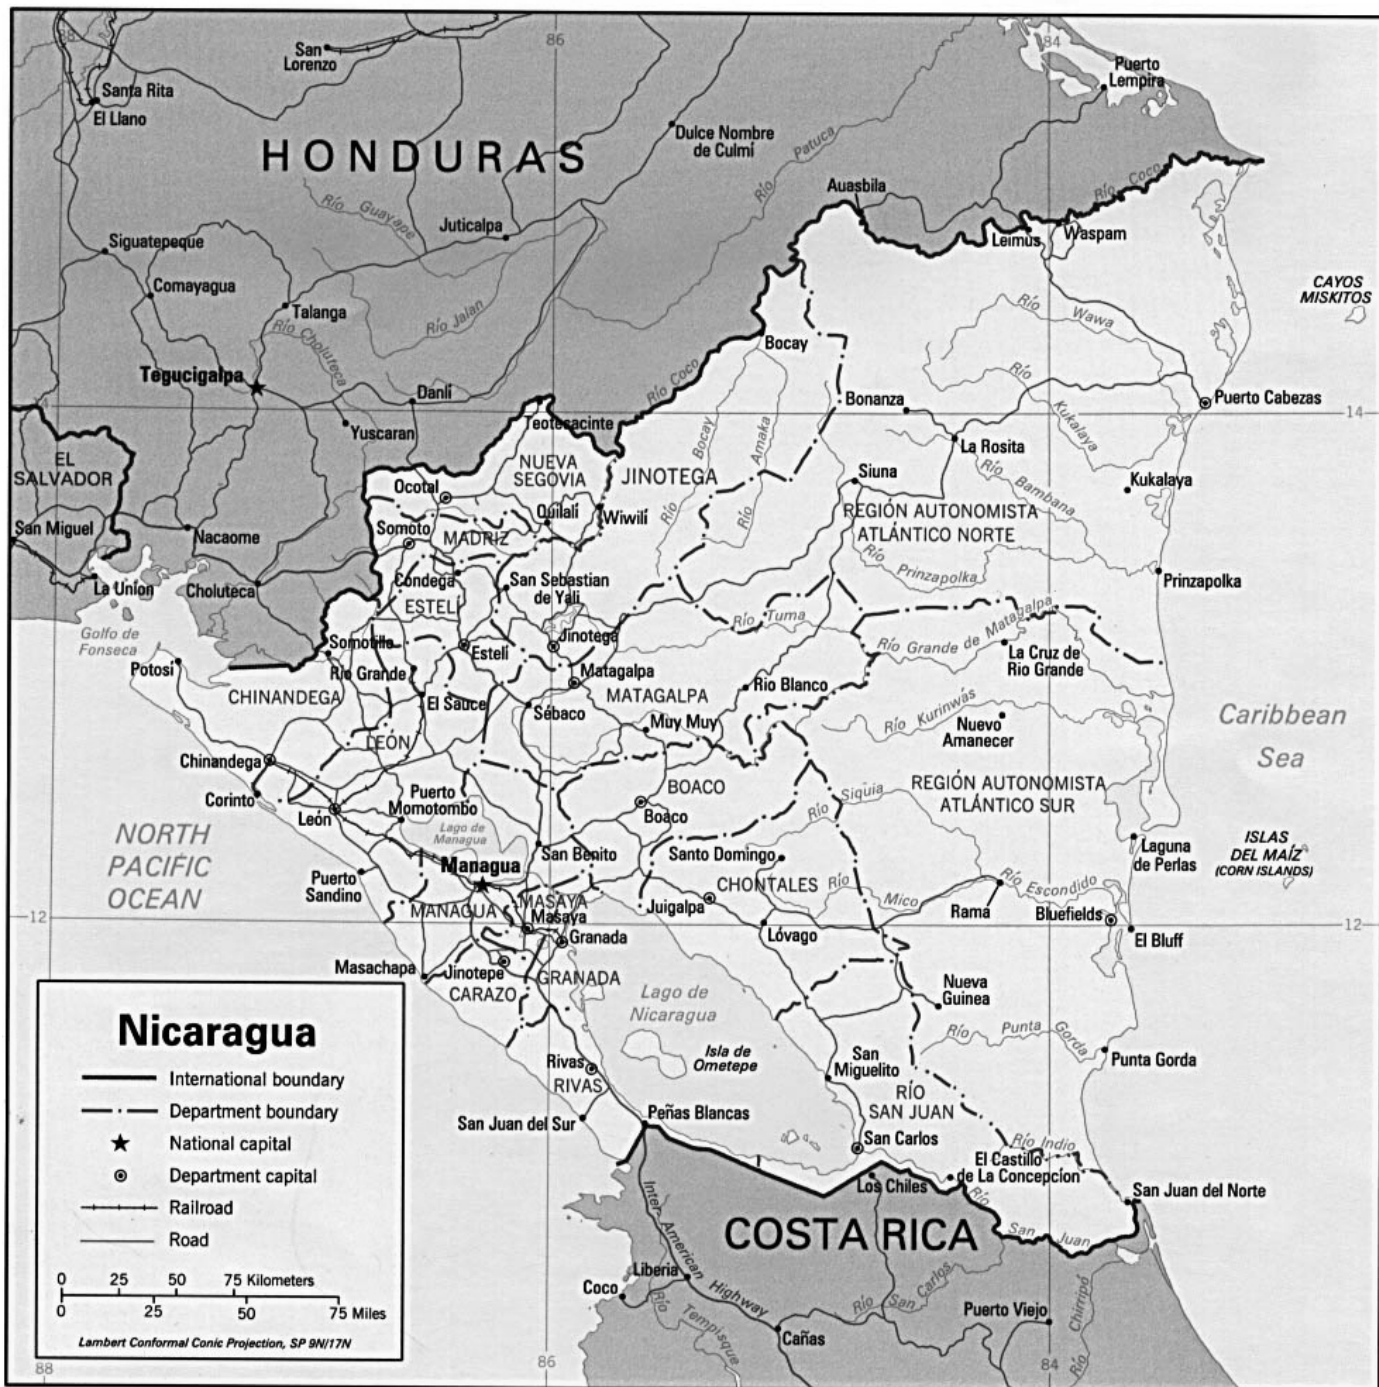 88
86
84
San
Lorenzo
Puerto
Lempira
Santa Rita
El Llano
Dulce Nombre
de Culmí
HONDURAS
Río
Patuca
Río
Guayape
Auasbila
Río Coco
Juticalpa
Leimus
Waspam
Siguatepeque
Comayagua
Talanga
Río Jalan
Río
Wawa
CAYOS
MISKITOS
Río Choluteca
Bocay
Tegucigalpa
Río Coco
Río
Danlí
Bonanza
Puerto Cabezas
14
14
Teotecacinte
Yuscaran
Río
Bocay
Río
Amaka
Kukalaya
La Rosita
EL
SALVADOR
NUEVA
SEGOVIA
JINOTEGA
Siuna
Río
Bambana
Kukalaya
Ocotal
San Miguel
Nacaome
Somoto
Quilalí
Wiwilí
REGIÓN AUTONOMISTA
ATLÁNTICO NORTE
MADRIZ
Río
Prinzapolka
La Unión
Choluteca
Condega
San Sebastian
de Yali
Prinzapolka
ESTELÍ
Golfo de
Fonseca
Río Tuma
Río Grande de Matagalpa
Somotillo
Jinotega
La Cruz de
Rio Grande
Potosí
Río Grande
Estelí
Matagalpa
CHINANDEGA
El Sauce
MATAGALPA
Rio Blanco
Sébaco
Muy Muy
Río Kurinwás
Nuevo
Amanecer
Caribbean
Sea
LEÓN
Chinandega
BOACO
REGIÓN AUTONOMISTA
ATLÁNTICO SUR
Corinto
Puerto
Momotombo
Río
Siquia
León
Boaco
NORTH
PACIFIC
OCEAN
Lago de
Managua
Laguna
de Perlas
ISLAS
DEL MAÍZ
(CORN ISLANDS)
San Benito
Santo Domingo
Managua
Puerto
Sandino
CHONTALES
Río
Mico
Río Escondido
MASAYA
MANAGUA
Masaya
Juigalpa
Rama
Bluefields
12
12
Granada
Lóvago
El Bluff
Masachapa
Jinotepe
GRANADA
CARAZO
Lago de
Nicaragua
Nueva
Guinea
Nicaragua
Río Punta Gorda
Isla de
Ometepe
San
Miguelito
Punta Gorda
Rivas
RIVAS
International boundary
RÍO
SAN JUAN
Department boundary
San Juan del Sur
Peñas Blancas
National capital
San Carlos
Río Indio
Department capital
El Castillo
de La Concepcíon
Los Chiles
San Juan del Norte
Río
San Juan
Railroad
Inter-American Highway
COSTA RICA
Road
0 25 50 75 Kilometers
0 25 50 75 Miles
Liberia
Coco
Río
Tempisque
Río
San Carlos
Puerto Viejo
Río Chirripó
Cañas
Lambert Conformal Conic Projection, SP 9N/17N
88
86
84